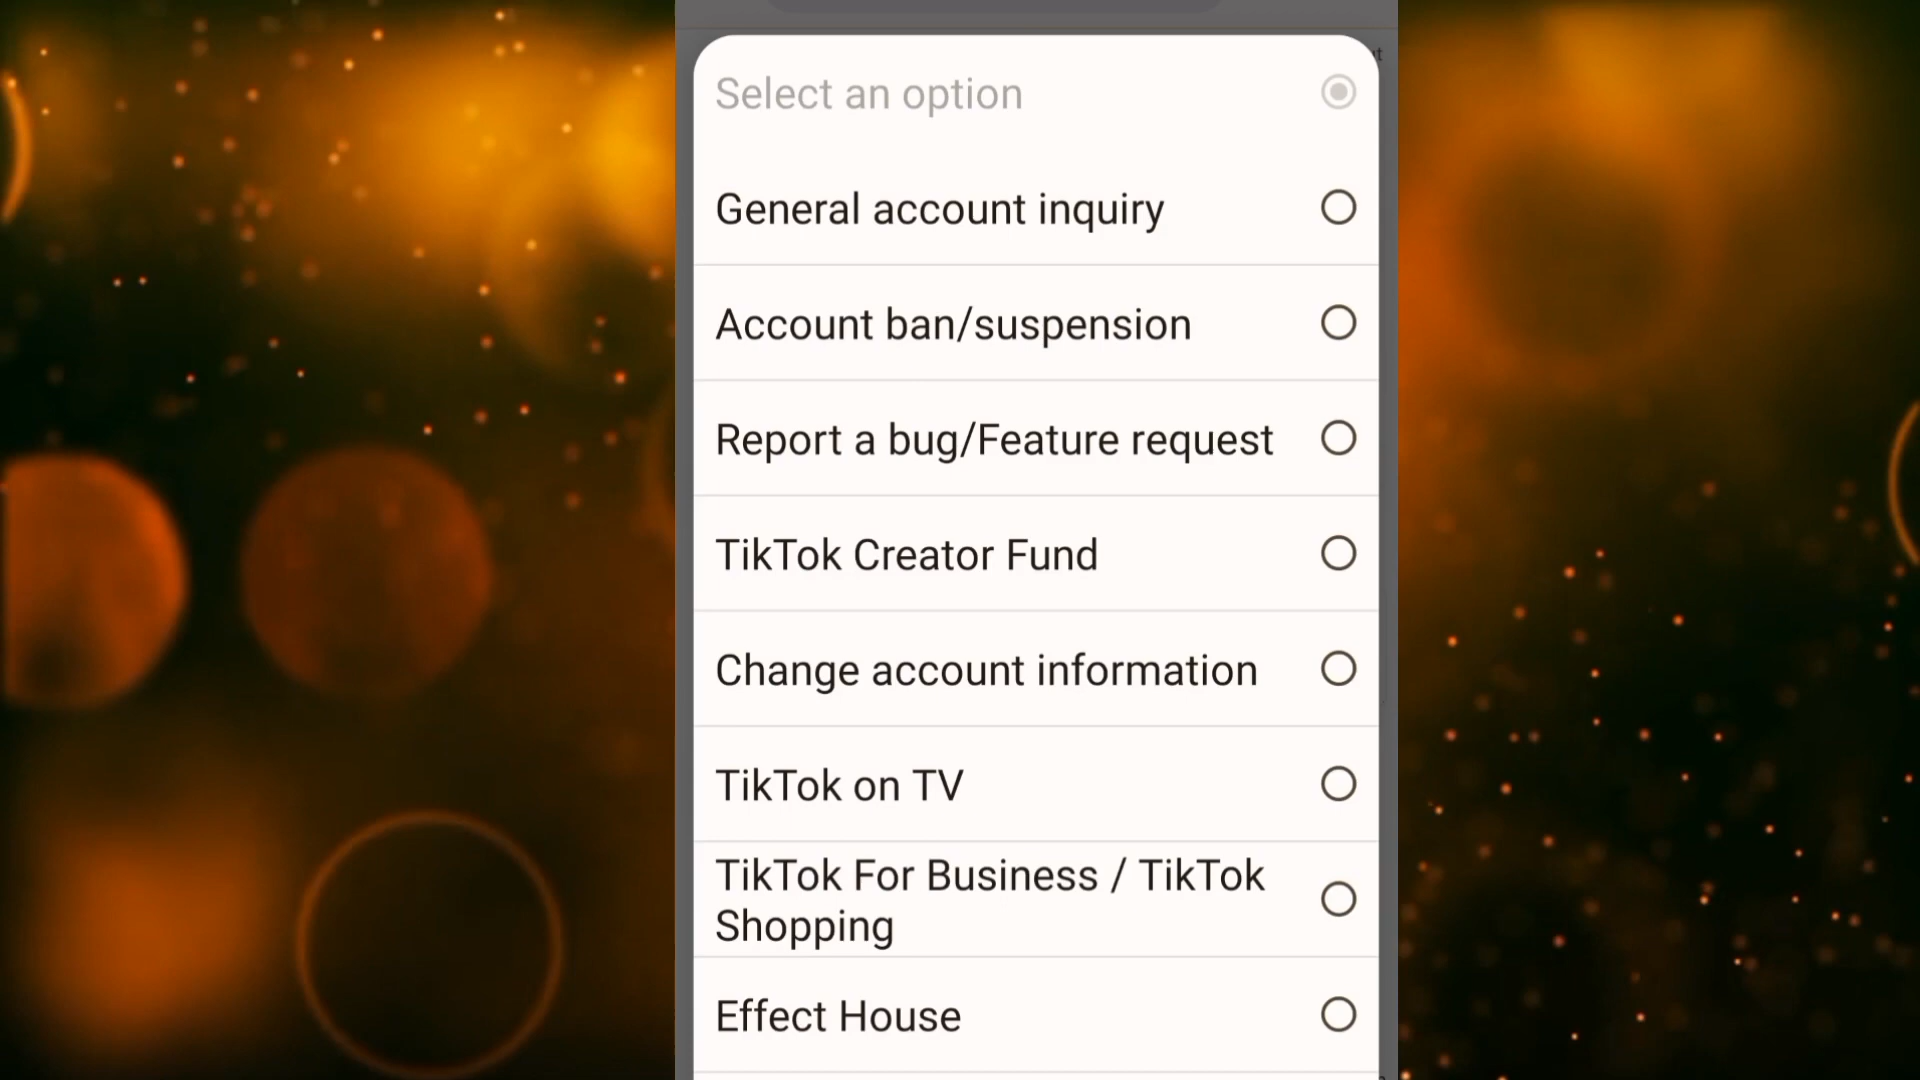 Select an option
General account inquiry
Account ban/suspension
Report a bug/Feature request
TikTok Creator Fund
Change account information
TikTok on TV
TikTok For Business / TikTok
Shopping
Effect House